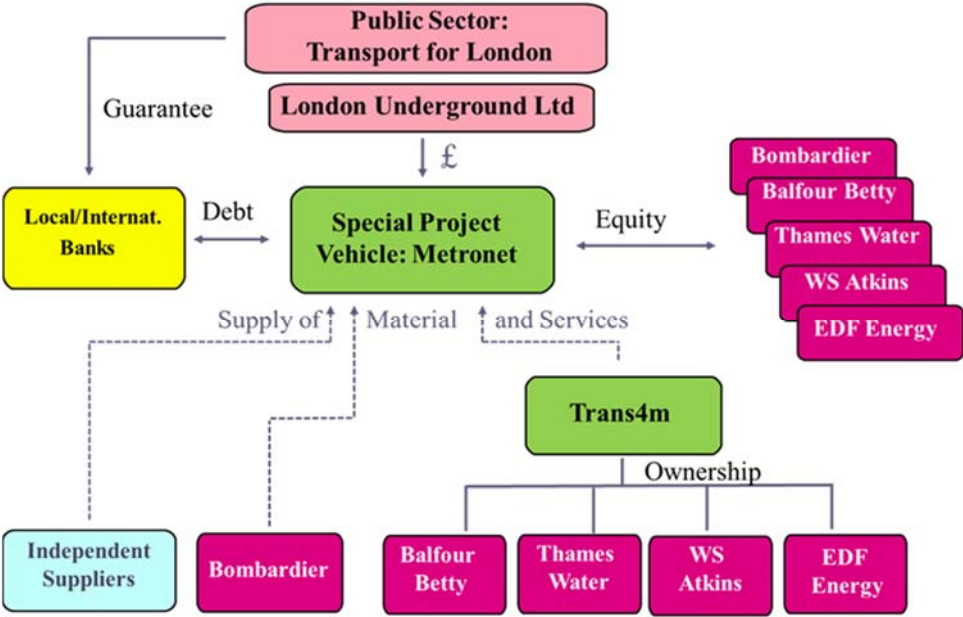 Public Sector:
Transport for London
London Underground Ltd
Guarantee
£
Local/Internat.
Banks
Debt
Special Project
Vehicle: Metronet
Equity
Bombardier
Balfour Betty
Thames Water
WS Atkins
EDF Energy
Supply of Material and Services
Trans4m
Ownership
Independent
Suppliers
Bombardier
Balfour
Betty
Thames
Water
WS
Atkins
EDF
Energy